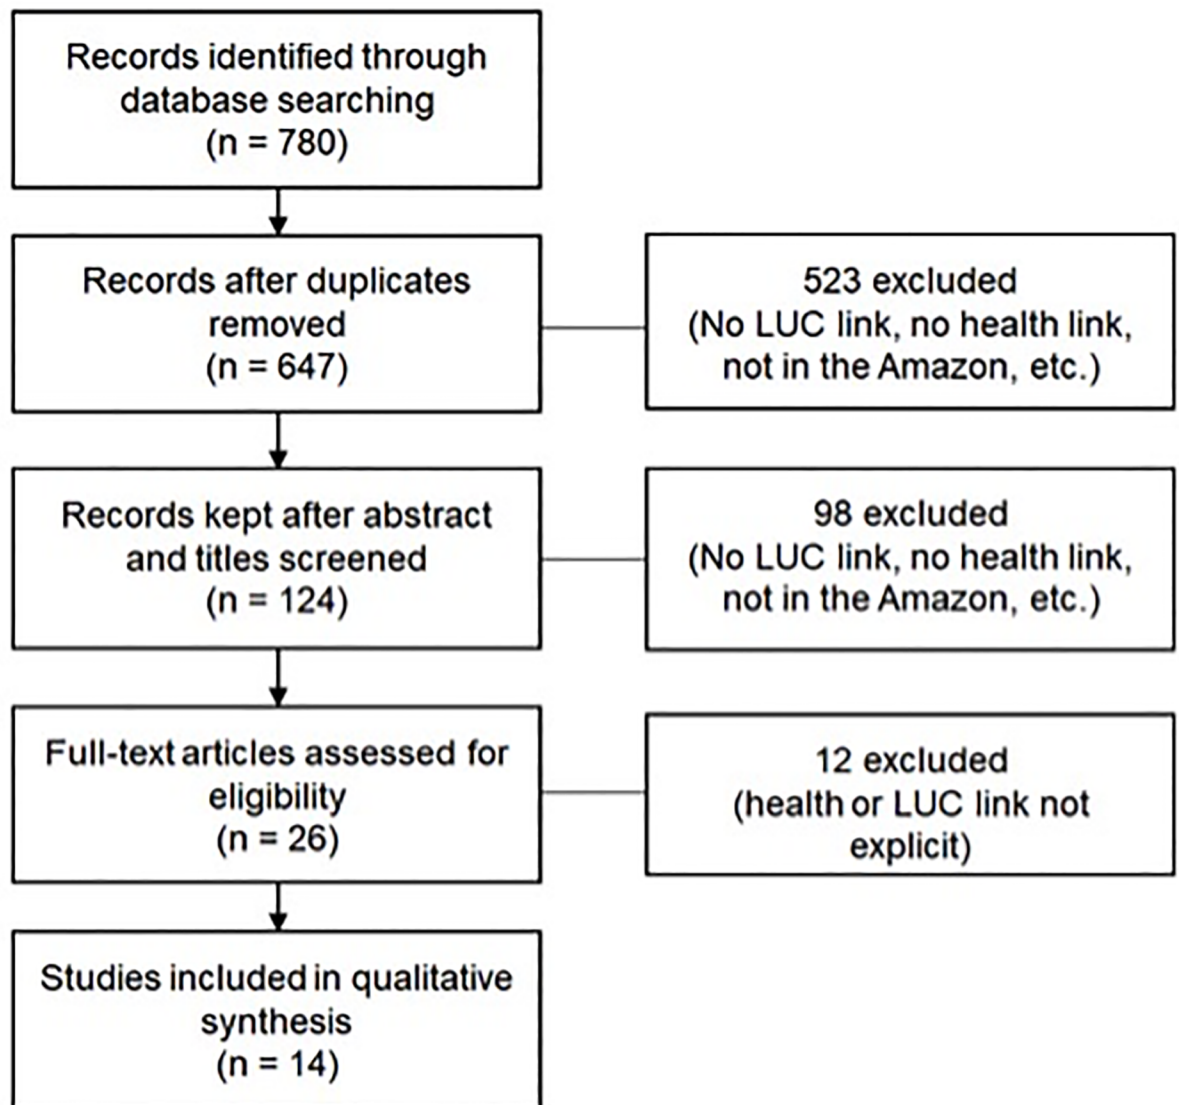 Records identified through
database searching
(n = 780)
Records after duplicates
removed
(n = 647)
523 excluded
(No LUC link, no health link,
not in the Amazon, etc.)
Records kept after abstract
and titles screened
(n = 124)
98 excluded
(No LUC link, no health link,
not in the Amazon, etc.)
Full-text articles assessed for
eligibility
(n = 26)
12 excluded
(health or LUC link not
explicit)
Studies included in qualitative
synthesis
(n = 14)